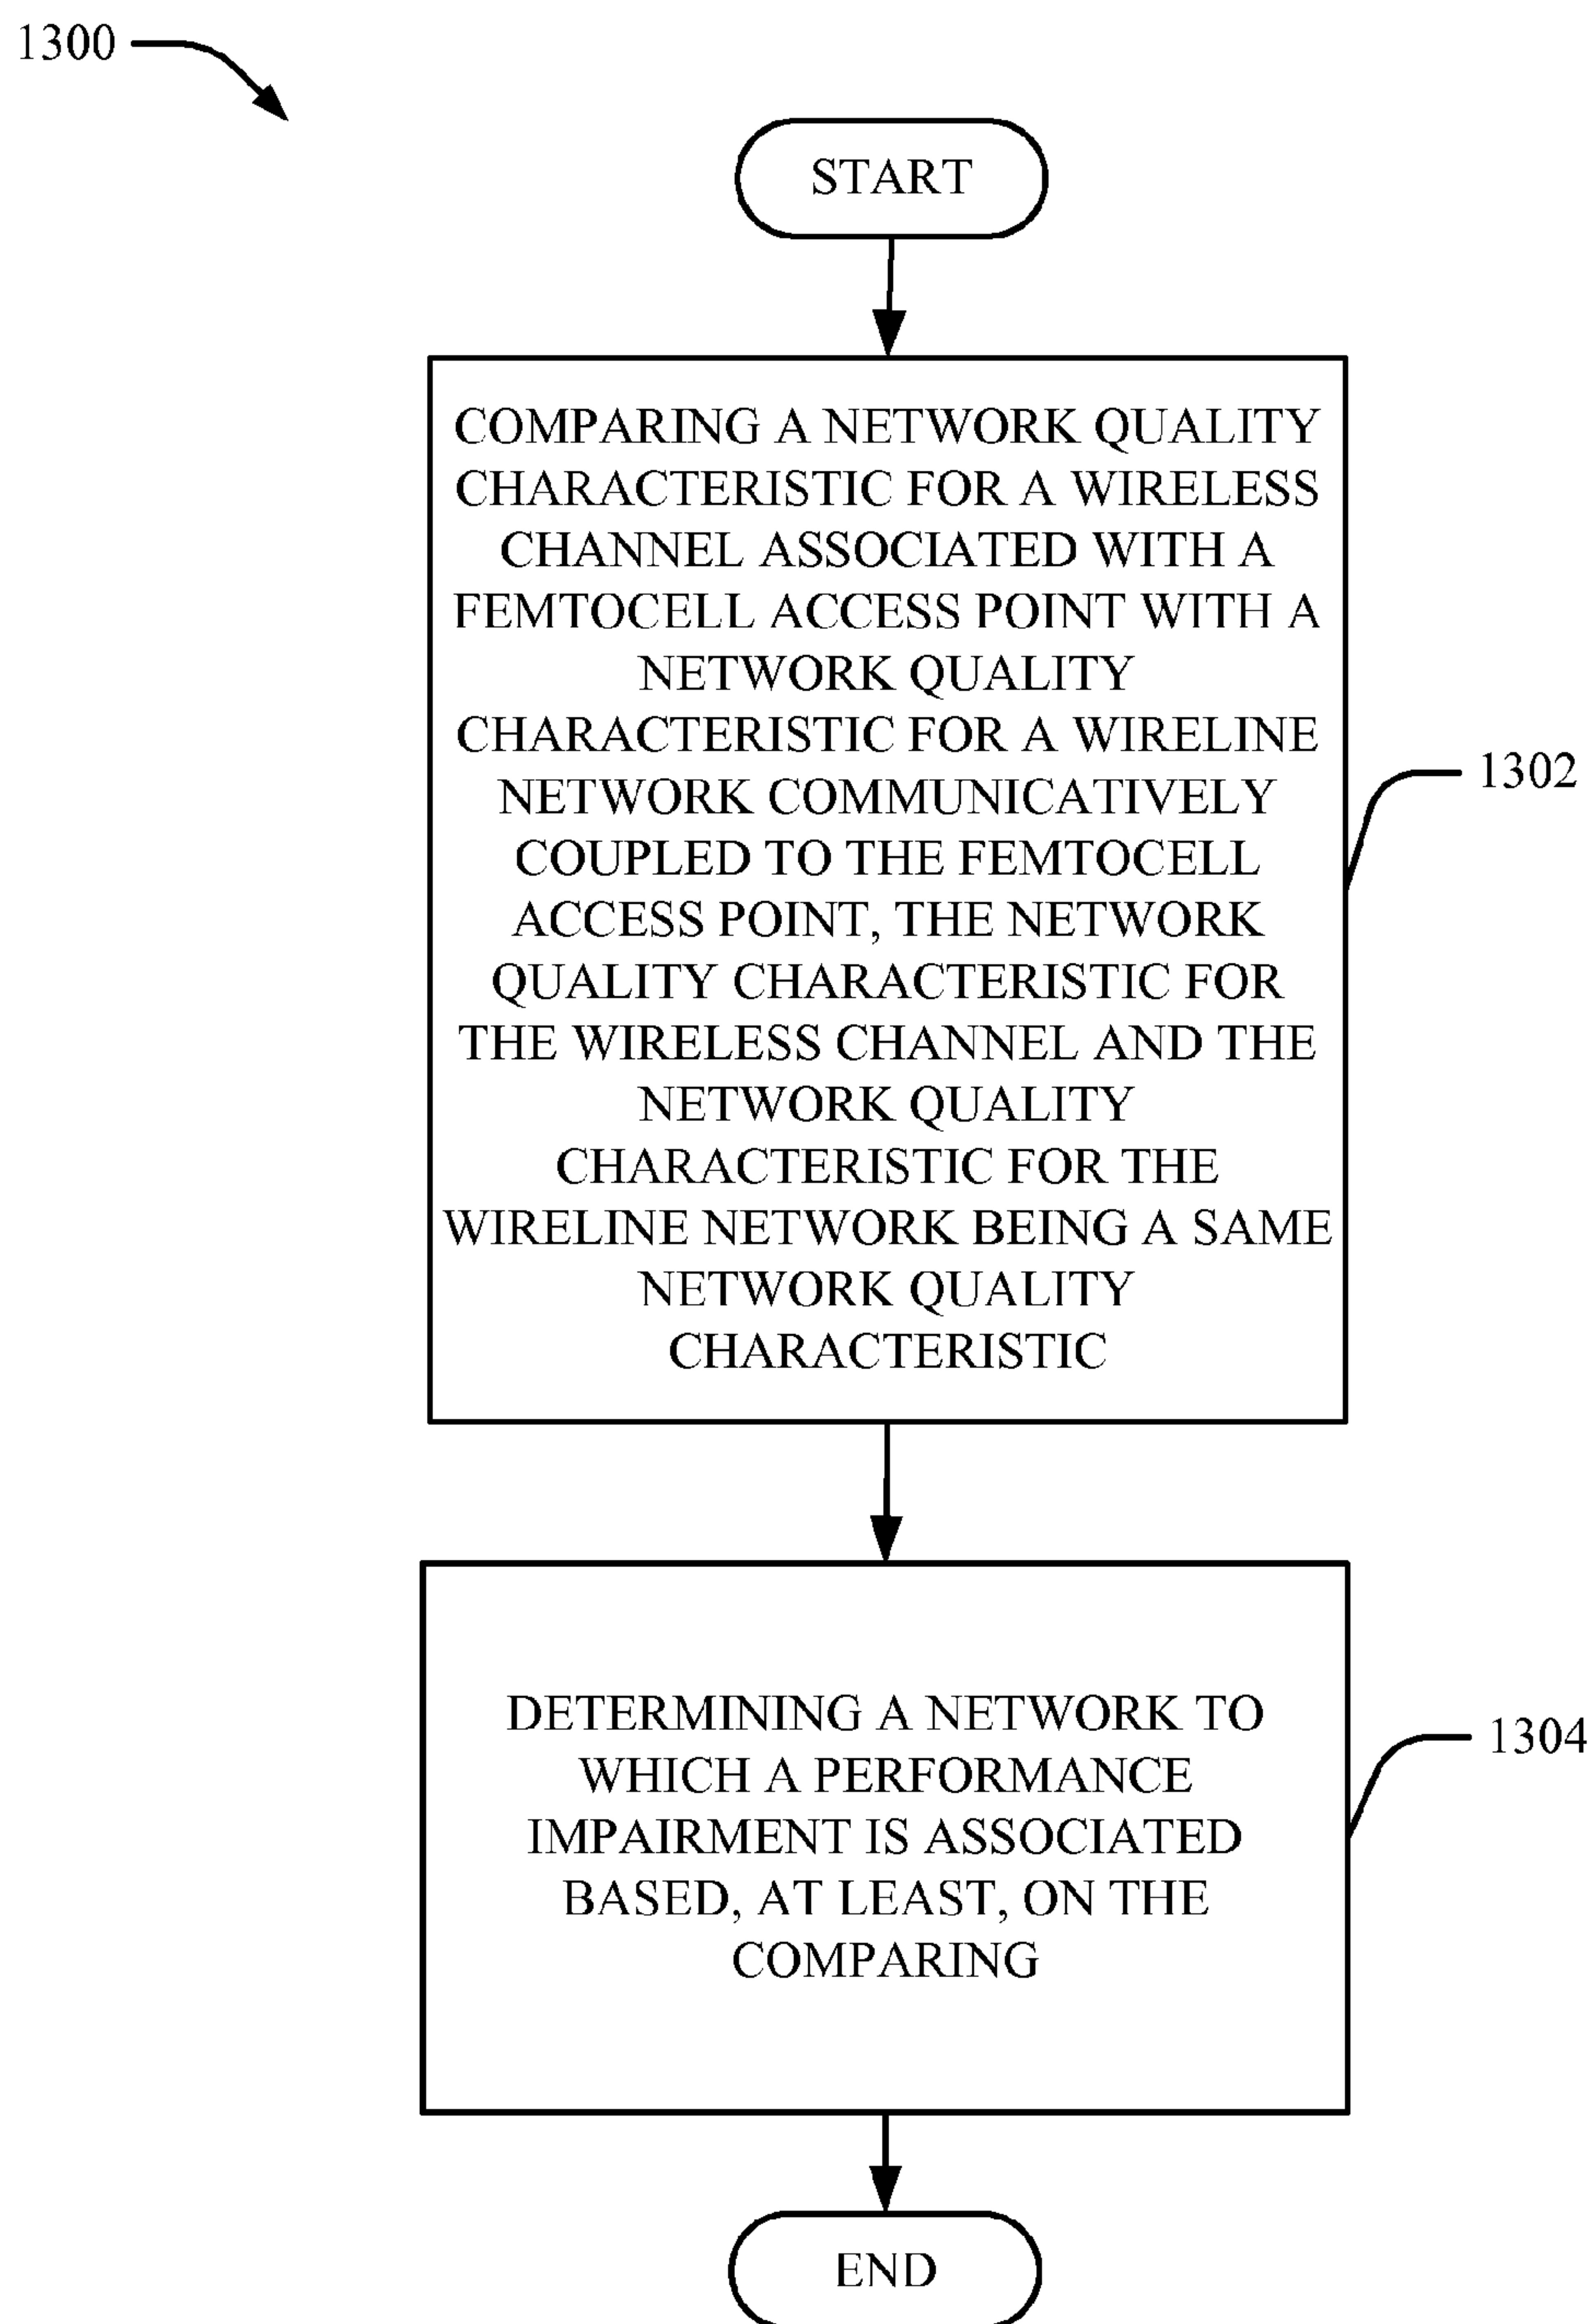 1300
START
COMPARING A NETWORK QUALITY
CHARACTERISTIC FOR A WIRELESS
CHANNEL ASSOCIATED WITH A
FEMTOCELL ACCESS POINT WITH A
NETWORK QUALITY
CHARACTERISTIC FOR A WIRELINE
NETWORK COMMUNICATIVELY
COUPLED TO THE FEMTOCELL
ACCESS POINT, THE NETWORK
QUALITY CHARACTERISTIC FOR
THE WIRELESS CHANNEL AND THE
NETWORK QUALITY
CHARACTERISTIC FOR THE
WIRELINE NETWORK BEING A SAME
NETWORK QUALITY
CHARACTERISTIC
1302
DETERMINING A NETWORK TO
WHICH A PERFORMANCE
IMPAIRMENT IS ASSOCIATED
BASED, AT LEAST, ON THE
COMPARING
1304
END